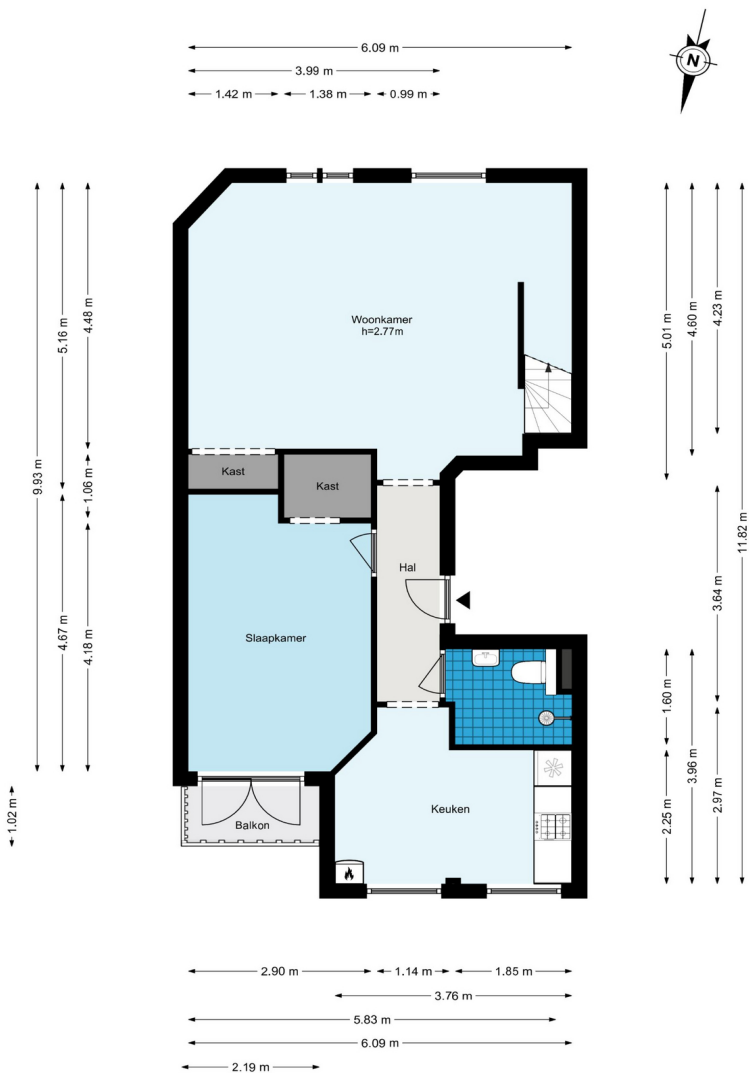 6.09 m
3.99 m
1.42 m 1.38 m 0.99 m
N
9.93 m
5.16 m
4.67 m
4.48 m
1.06 m
4.18 m
1.02 m
Woonkamer
h=2.77m
Kast
Kast
Hal
Slaapkamer
Keuken
Balkon
5.01 m
4.60 m
4.23 m
3.64 m
11.82 m
1.60 m
3.96 m
2.25 m
2.97 m
2.90 m 1.14 m 1.85 m
3.76 m
5.83 m
6.09 m
2.19 m